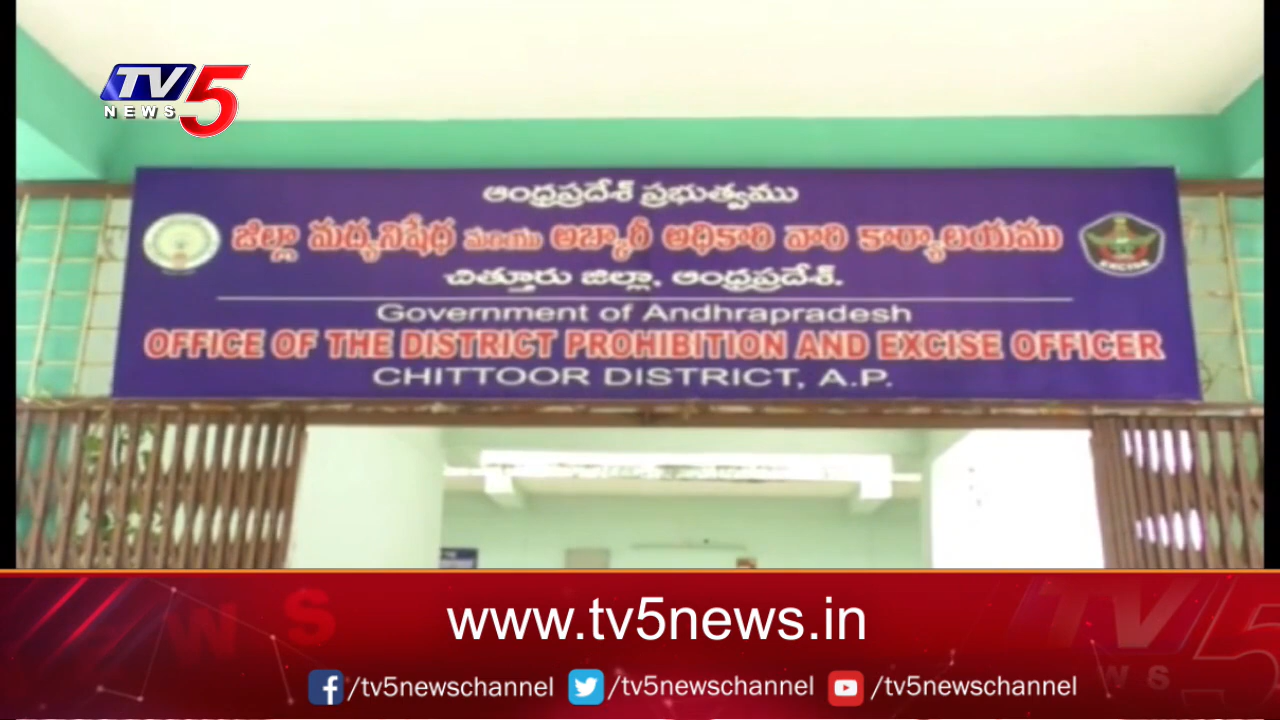 TV5
NEWS
ఆంధ్రప్రదేశ్ ప్రభుత్వము
జిల్లా మద్యనిషేధ మరియు అబ్కారీ అధికారి వారి కార్యాలయము
EXCISE
చిత్తూరు జిల్లా, ఆంధ్రప్రదేశ్.
Government of Andhrapradesh
OFFICE OF THE DISTRICT PROHIBITION AND EXCISE OFFICER
CHITTOOR DISTRICT, A.P.
www.tv5news.in
/tv5newschannel /tv5newschannel /tv5newschannel